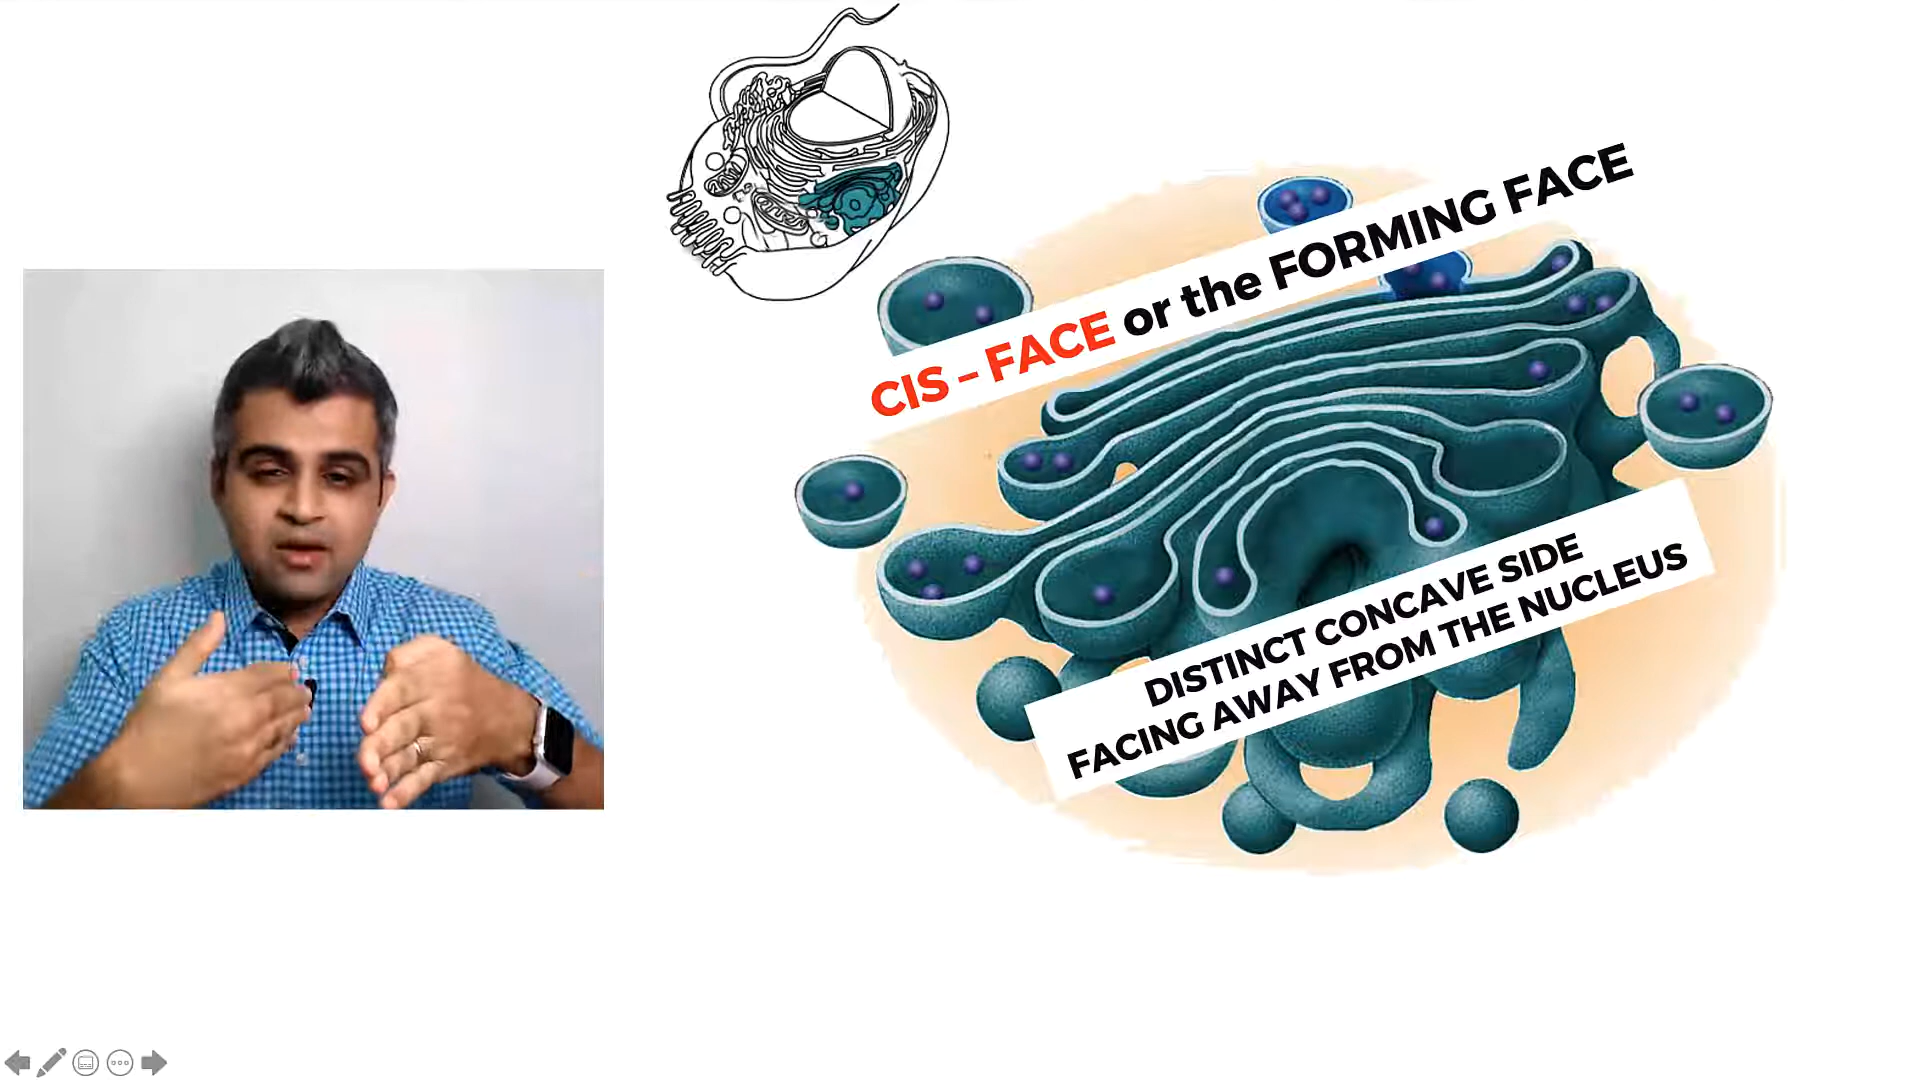 CIS – FACE or the FORMING FACE
DISTINCT CONCAVE SIDE
FACING AWAY FROM THE NUCLEUS